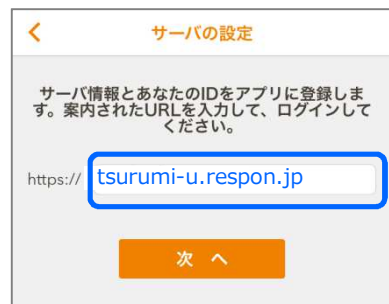 サーバの設定
サーバ情報とあなたのIDをアプリに登録しま
す。案内されたURLを入力して、ログインして
ください。
https:// tsurumi-u.respon.jp
次 へ